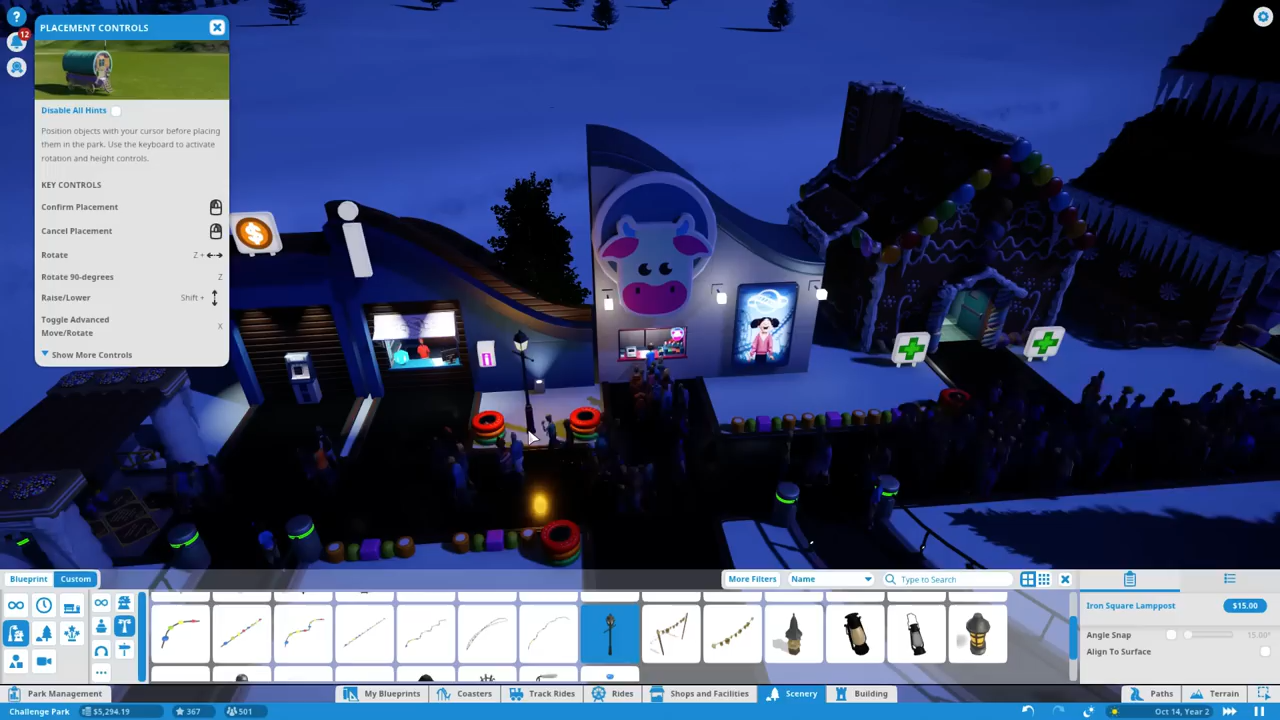 ?
12
PLACEMENT CONTROLS
Disable All Hints
Position objects with your cursor before placing
them in the park. Use the keyboard to activate
rotation and height controls.
KEY CONTROLS
Confirm Placement
Cancel Placement
Rotate Z +
Rotate 90-degrees Z
Raise/Lower Shift +
Toggle Advanced
Move/Rotate X
Show More Controls
$
Blueprint Custom
More Filters Name Type to Search
Iron Square Lamppost $15.00
Angle Snap 15.00°
Align To Surface
Park Management My Blueprints Coasters Track Rides Rides Shops and Facilities Scenery Building Paths Terrain
Challenge Park $5,294.19 367 501 Oct 14, Year 2